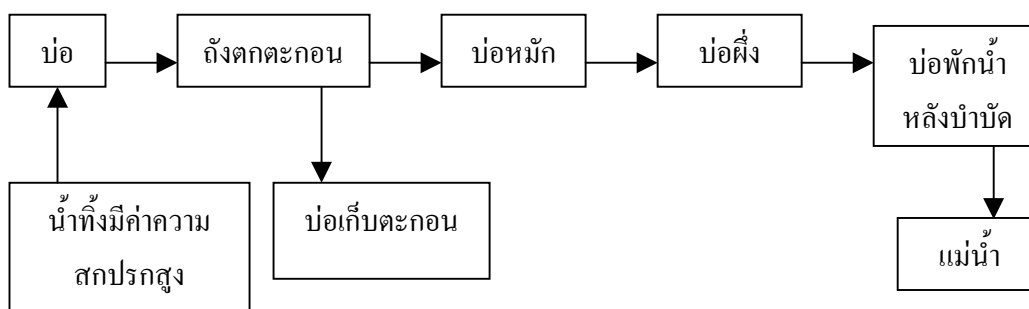 บ่อ
ถังตกตะกอน
บ่อหมัก
บ่อผึ่ง
บ่อพักน้ำ
หลังบำบัด
น้ำทิ้งมีค่าความ
สกปรกสูง
บ่อเก็บตะกอน
แม่น้ำ